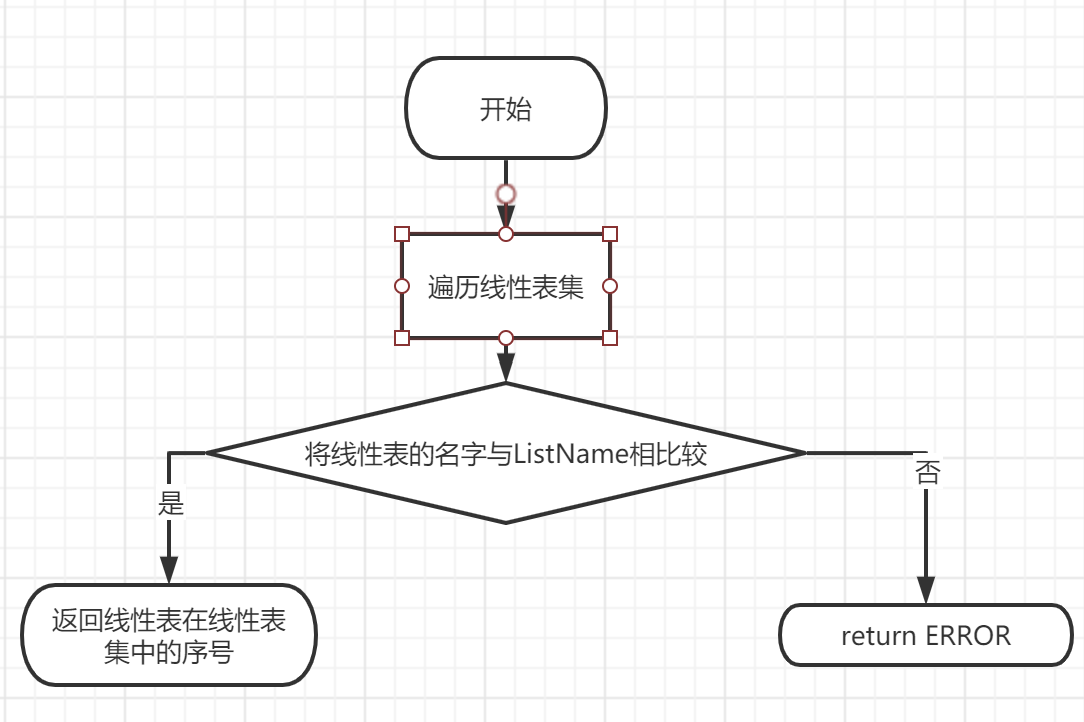 开始
遍历线性表集
将线性表的名字与ListName相比较
是
否
返回线性表在线性表
集中的序号
return ERROR